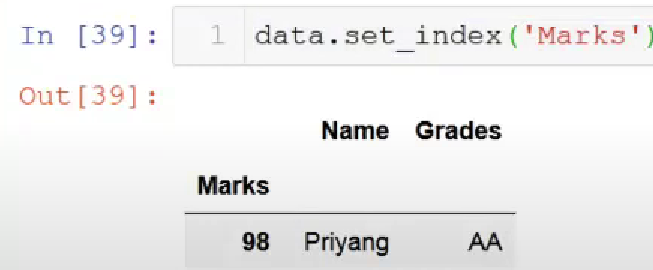 In [39]: 1 data.set_index('Marks')
Out[39]:
Name Grades
Marks
98 Priyang AA